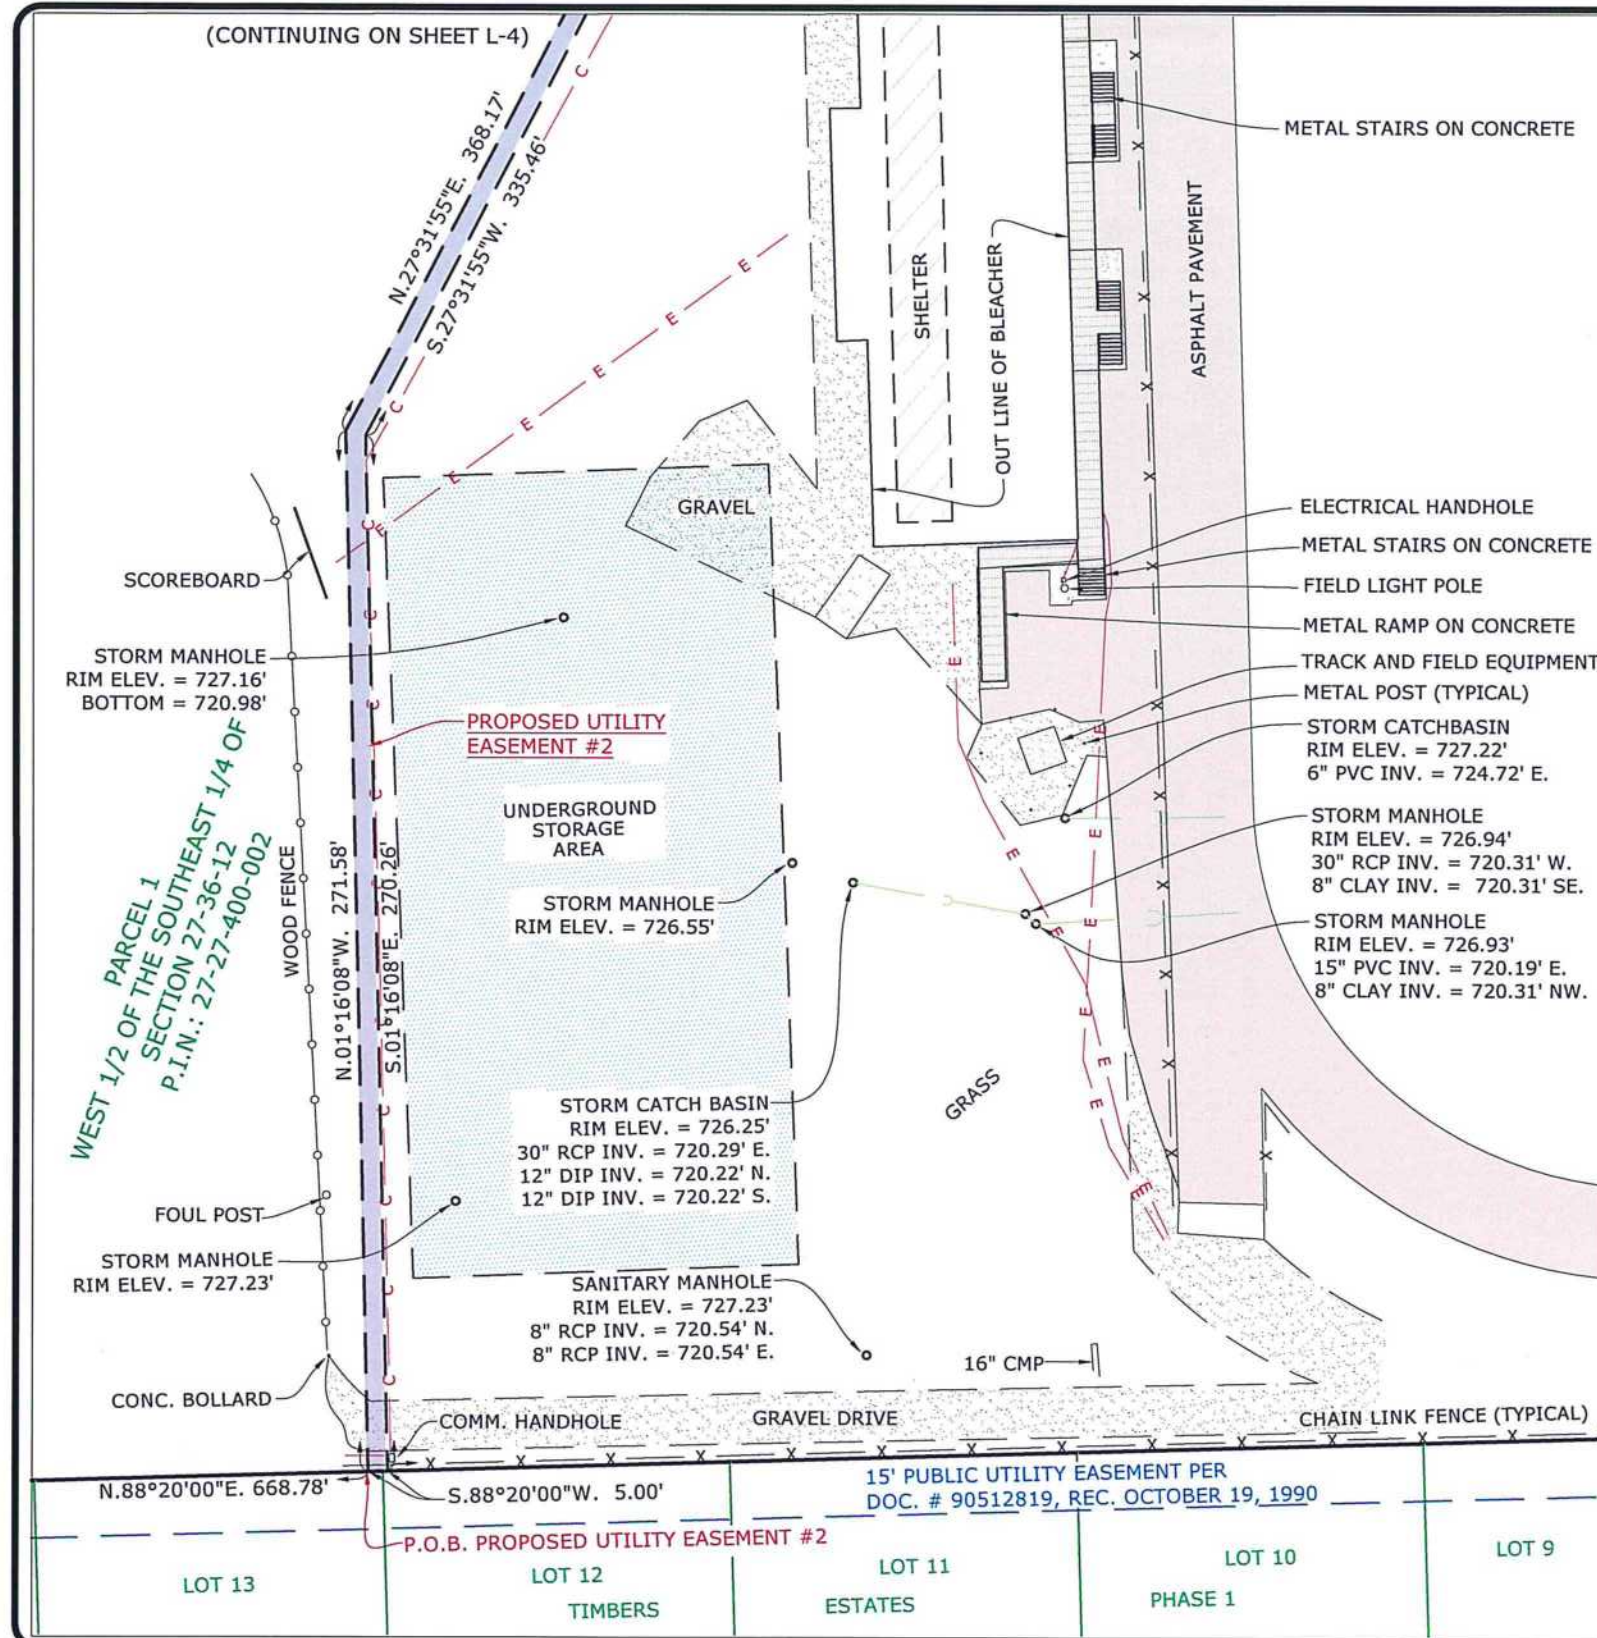 (CONTINUING ON SHEET L-4)
N.27°31'55"E. 368.17'
S.27°31'55"W. 335.46'
METAL STAIRS ON CONCRETE
ASPHALT PAVEMENT
SHELTER
OUT LINE OF BLEACHER
GRAVEL
ELECTRICAL HANDHOLE
METAL STAIRS ON CONCRETE
FIELD LIGHT POLE
METAL RAMP ON CONCRETE
TRACK AND FIELD EQUIPMENT
METAL POST (TYPICAL)
STORM CATCHBASIN
RIM ELEV. = 727.22'
6" PVC INV. = 724.72' E.
STORM MANHOLE
RIM ELEV. = 726.94'
30" RCP INV. = 720.31' W.
8" CLAY INV. = 720.31' SE.
STORM MANHOLE
RIM ELEV. = 726.93'
15" PVC INV. = 720.19' E.
8" CLAY INV. = 720.31' NW.
SCOREBOARD
STORM MANHOLE
RIM ELEV. = 727.16'
BOTTOM = 720.98'
PROPOSED UTILITY
EASEMENT #2
UNDERGROUND
STORAGE
AREA
STORM MANHOLE
RIM ELEV. = 726.55'
PARCEL 1
WEST 1/2 OF THE SOUTHEAST 1/4 OF
SECTION 27-36-12
P.I.N.: 27-27-400-002
WOOD FENCE
N.01°16'08"W. 271.58'
S.01°16'08"E. 270.26'
GRASS
STORM CATCH BASIN
RIM ELEV. = 726.25'
30" RCP INV. = 720.29' E.
12" DIP INV. = 720.22' N.
12" DIP INV. = 720.22' S.
FOUL POST
STORM MANHOLE
RIM ELEV. = 727.23'
SANITARY MANHOLE
RIM ELEV. = 727.23'
8" RCP INV. = 720.54' N.
8" RCP INV. = 720.54' E.
16" CMP
CONC. BOLLARD
COMM. HANDHOLE
GRAVEL DRIVE
CHAIN LINK FENCE (TYPICAL)
N.88°20'00"E. 668.78'
S.88°20'00"W. 5.00'
15' PUBLIC UTILITY EASEMENT PER
DOC. # 90512819, REC. OCTOBER 19, 1990
P.O.B. PROPOSED UTILITY EASEMENT #2
LOT 13
LOT 12
LOT 11
LOT 10
LOT 9
TIMBERS ESTATES PHASE 1